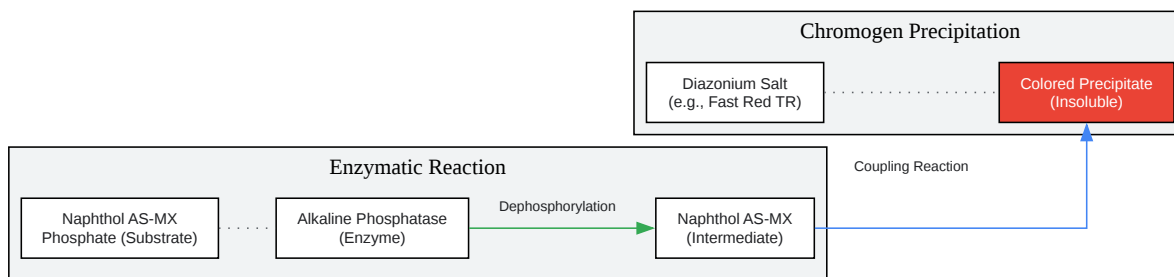 Chromogen Precipitation
Diazonium Salt
(e.g., Fast Red TR)
Colored Precipitate
(Insoluble)
Enzymatic Reaction
Coupling Reaction
Naphthol AS-MX
Phosphate (Substrate)
Alkaline Phosphatase
(Enzyme)
Dephosphorylation
Naphthol AS-MX
(Intermediate)